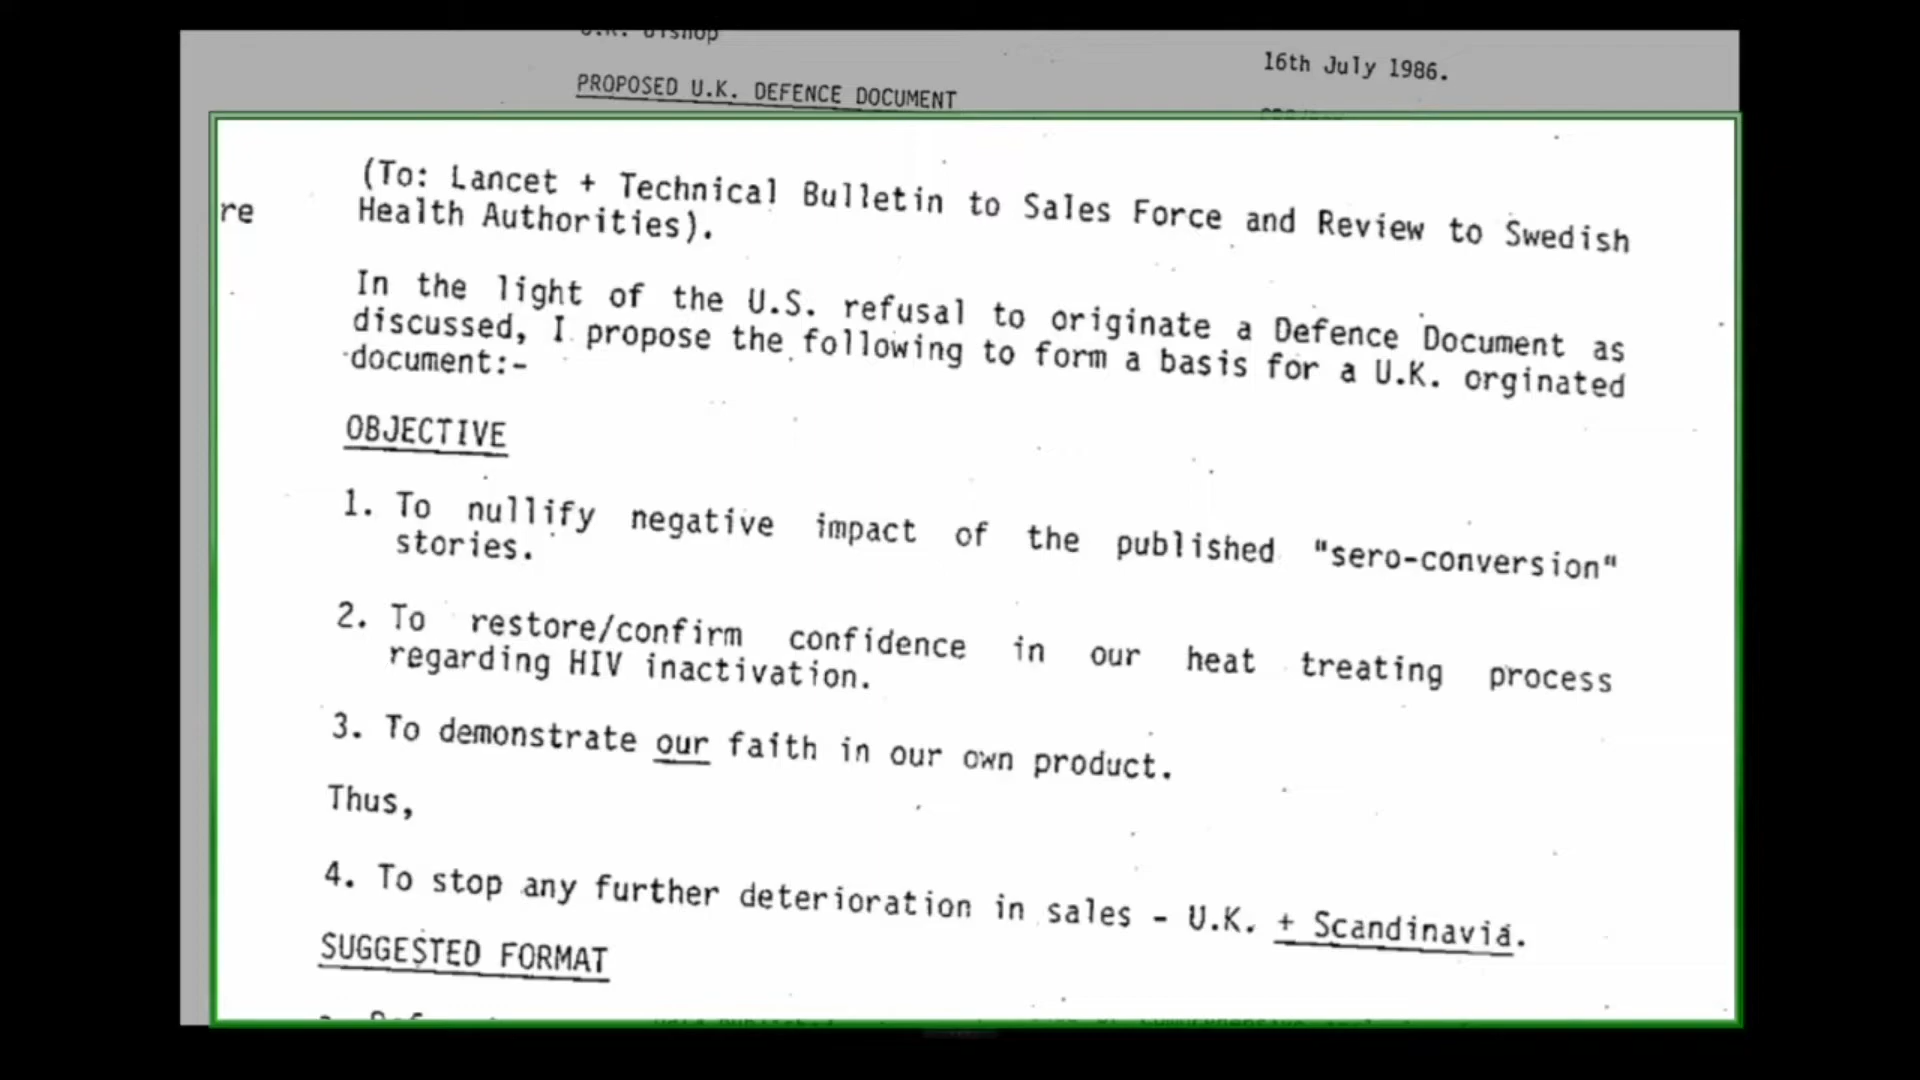 Bishop
16th July 1986.
PROPOSED U.K. DEFENCE DOCUMENT
(To: Lancet + Technical Bulletin to Sales Force and Review to Swedish
re
Health Authorities).
In the light of the U.S. refusal to originate a Defence Document as
discussed, I propose the following to form a basis for a U.K. orginated
document:-
OBJECTIVE
1. To nullify negative impact of the published "sero-conversion"
stories.
2. To restore/confirm confidence in our heat treating process
regarding HIV inactivation.
3. To demonstrate our faith in our own product.
Thus,
4. To stop any further deterioration in sales - U.K. + Scandinavia.
SUGGESTED FORMAT